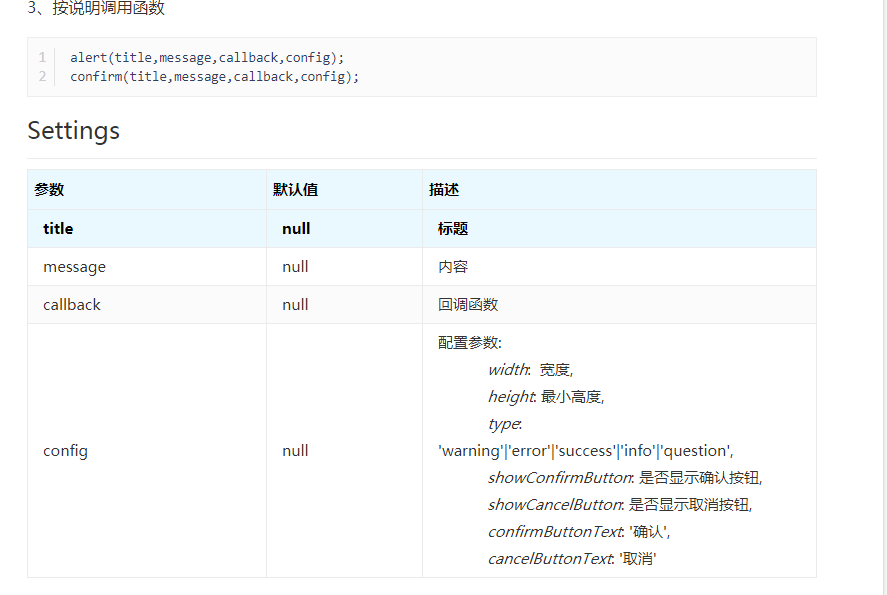 3、按说明调用函数
1 alert(title,message,callback,config);
2 confirm(title,message,callback,config);
Settings
参数 默认值 描述
title null 标题
message null 内容
callback null 回调函数
config null 配置参数:
width: 宽度,
height: 最小高度,
type:
'warning'|'error'|'success'|'info'|'question',
showConfirmButton: 是否显示确认按钮,
showCancelButton: 是否显示取消按钮,
confirmButtonText: '确认',
cancelButtonText: '取消'